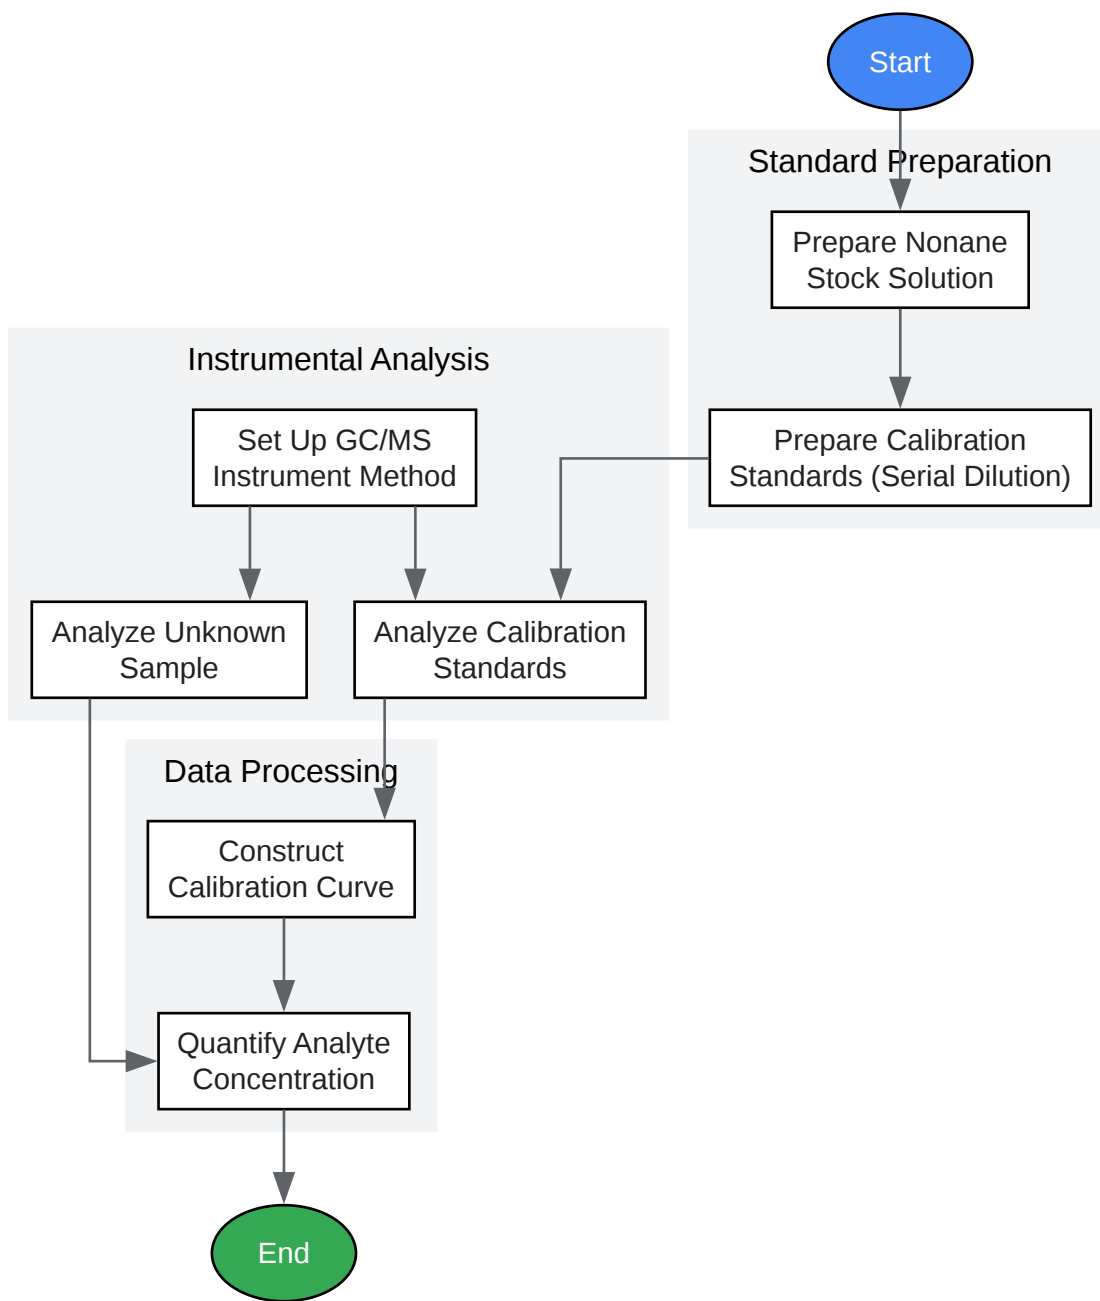 Start
Standard Preparation
Prepare Nonane
Stock Solution
Prepare Calibration
Standards (Serial Dilution)
Instrumental Analysis
Set Up GC/MS
Instrument Method
Analyze Unknown
Sample
Analyze Calibration
Standards
Data Processing
Construct
Calibration Curve
Quantify Analyte
Concentration
End